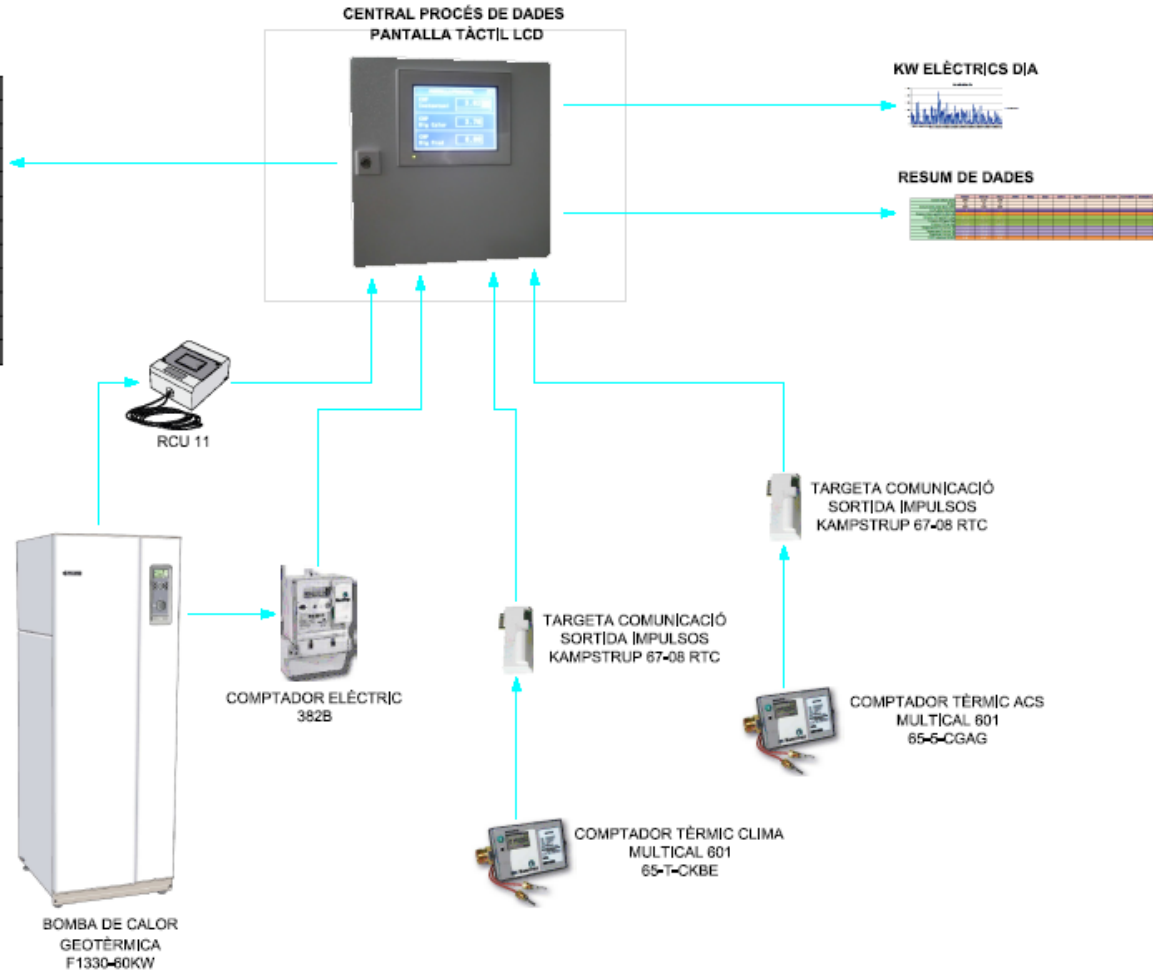 CENTRAL PROCÉS DE DADES
PANTALLA TÀCTIL LCD
KW ELÈCTRICS DIA
RESUM DE DADES
RCU 11
TARGETA COMUNICACIÓ
SORTIDA IMPULSOS
KAMPSTRUP 67-08 RTC
TARGETA COMUNICACIÓ
SORTIDA IMPULSOS
KAMPSTRUP 67-08 RTC
COMPTADOR ELÈCTRIC
382B
COMPTADOR TÈRMIC ACS
MULTICAL 601
65-5-CGAG
COMPTADOR TÈRMIC CLIMA
MULTICAL 601
65-T-CKBE
BOMBA DE CALOR
GEOTÈRMICA
F1330-60KW